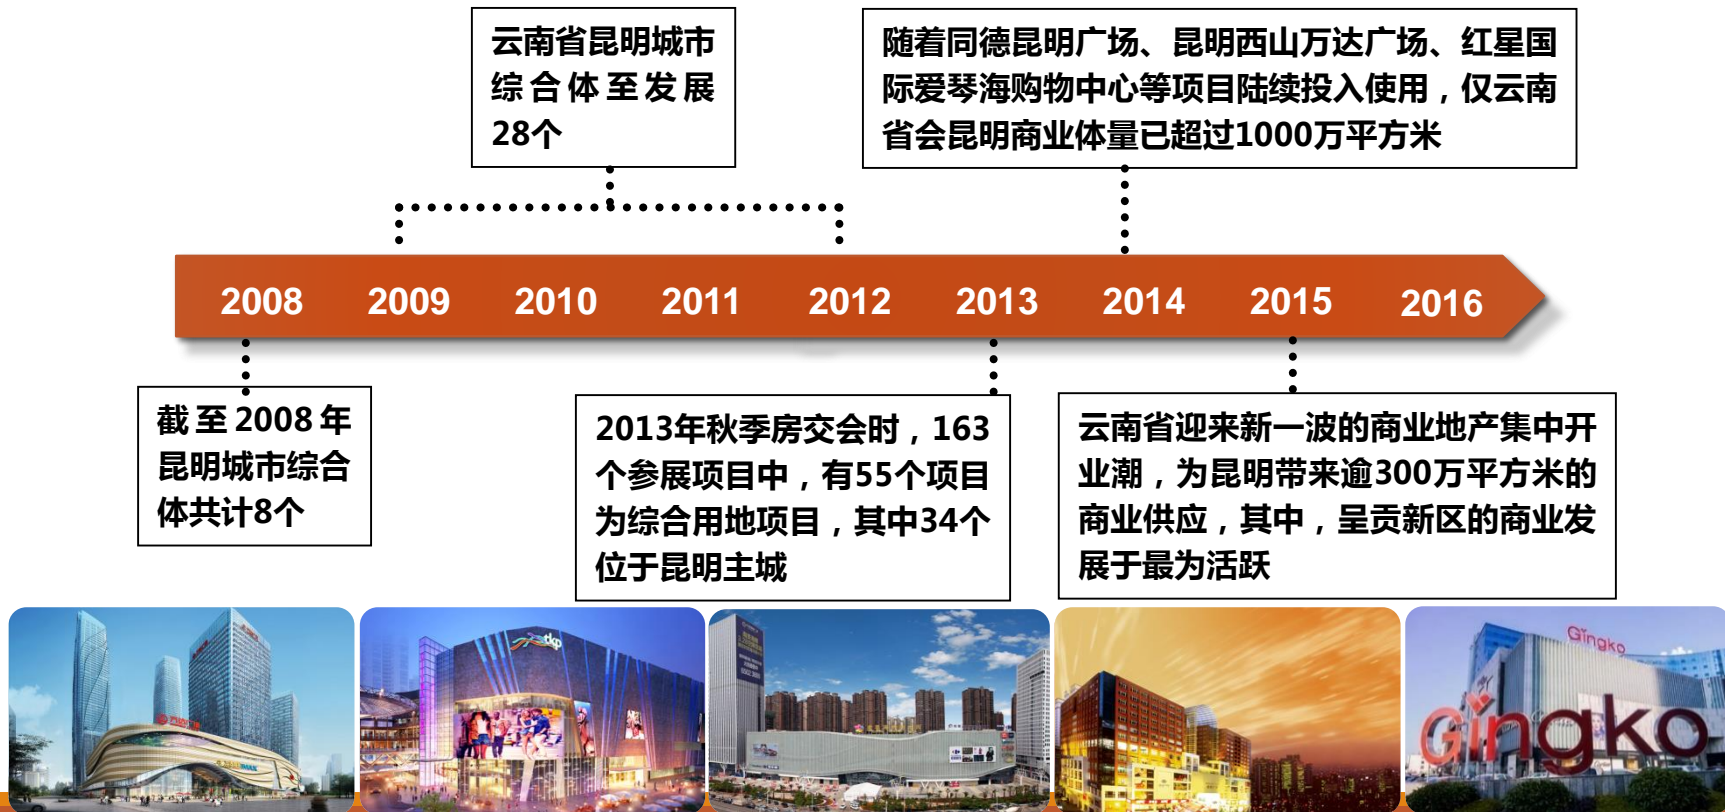 云南省昆明城市
综合体至发展
28个
随着同德昆明广场、昆明西山万达广场、红星国
际爱琴海购物中心等项目陆续投入使用，仅云南
省会昆明商业体量已超过1000万平方米
2008
2009
2010
2011
2012
2013
2014
2015
2016
截至2008年
昆明城市综合
体共计8个
2013年秋季房交会时，163
个参展项目中，有55个项目
为综合用地项目，其中34个
位于昆明主城
云南省迎来新一波的商业地产集中开
业潮，为昆明带来逾300万平方米的
商业供应，其中，呈贡新区的商业发
展于最为活跃
tkp
Gingko
Gingko